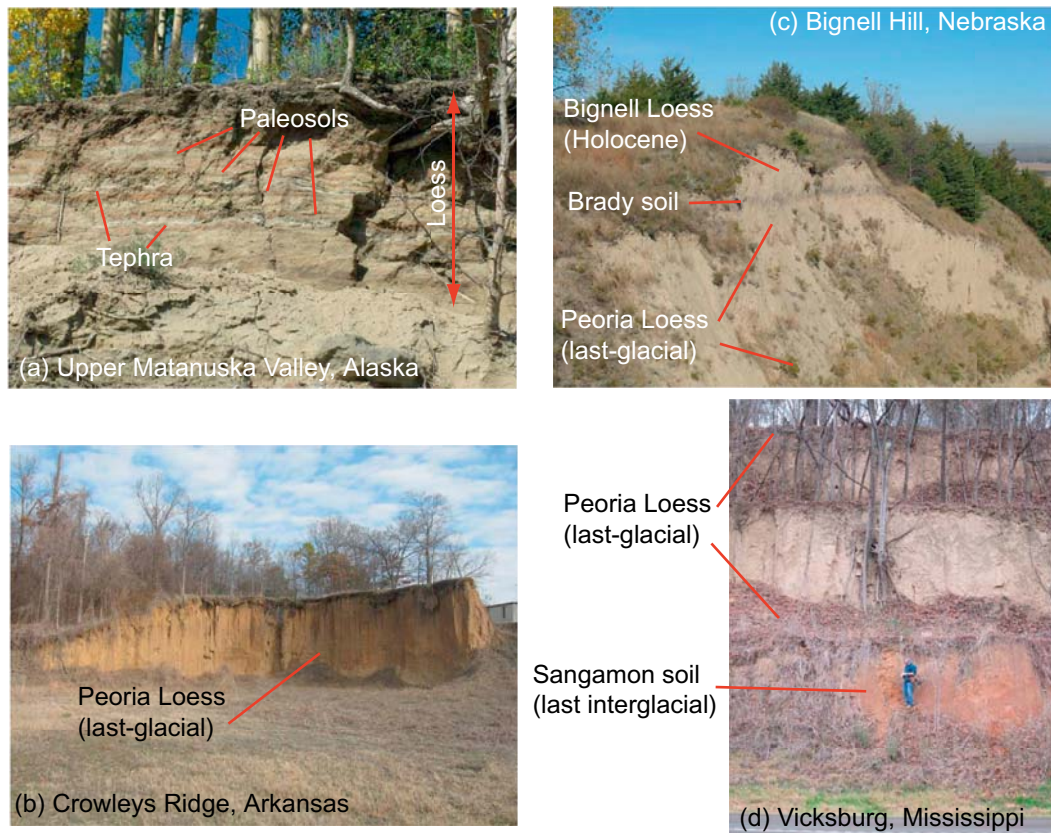 Paleosols
Loess
Tephra
(a) Upper Matanuska Valley, Alaska
(c) Bignell Hill, Nebraska
Bignell Loess
(Holocene)
Brady soil
Peoria Loess
(last-glacial)
Peoria Loess
(last-glacial)
(b) Crowleys Ridge, Arkansas
Peoria Loess
(last-glacial)
Sangamon soil
(last interglacial)
(d) Vicksburg, Mississippi